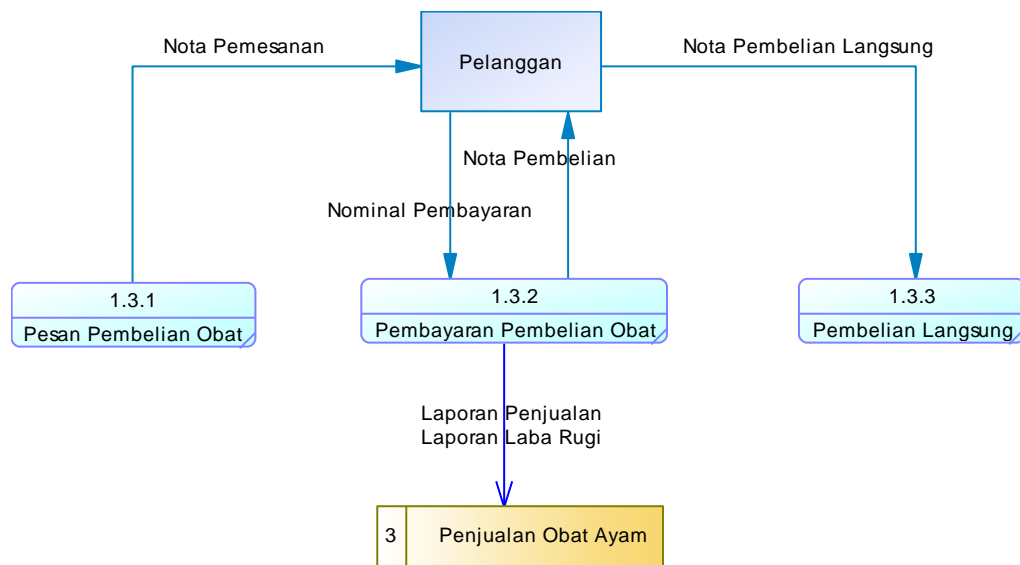 Nota Pemesanan
Pelanggan
Nota Pembelian Langsung
Nota Pembelian
Nominal Pembayaran
1.3.1
Pesan Pembelian Obat
1.3.2
Pembayaran Pembelian Obat
1.3.3
Pembelian Langsung
Laporan Penjualan
Laporan Laba Rugi
3
Penjualan Obat Ayam